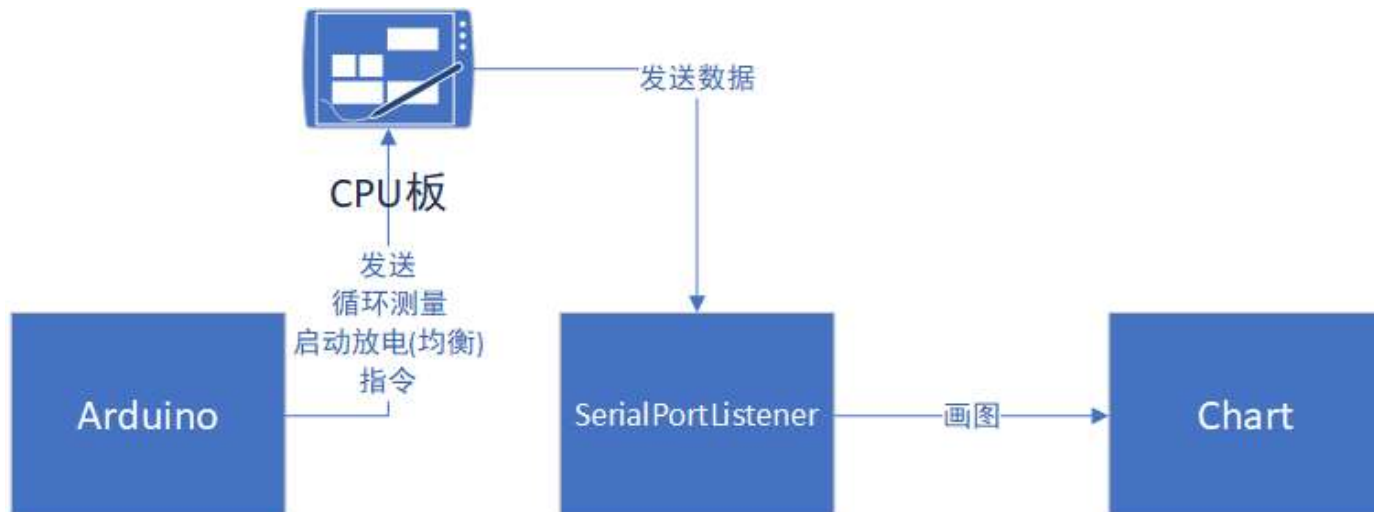 发送数据
CPU板
发送
循环测量
启动放电(均衡)
指令
Arduino
SerialPortListener
画图
Chart